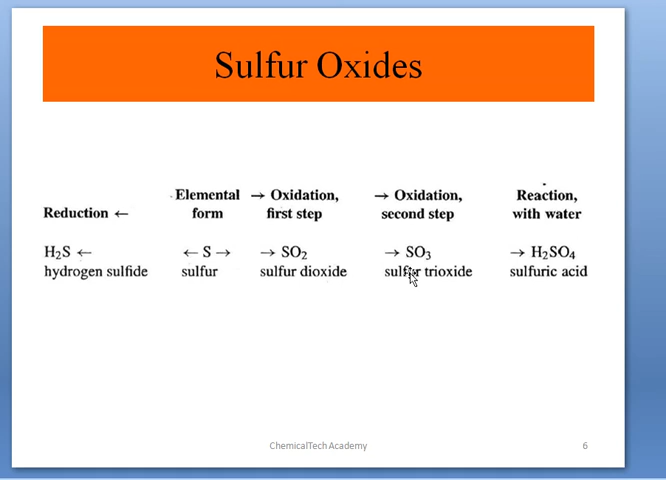 Sulfur Oxides
Elemental → Oxidation, → Oxidation, Reaction,
Reduction ← form first step second step with water
H₂S ← ← S → → SO₂ → SO₃ → H₂SO₄
hydrogen sulfide sulfur sulfur dioxide sulfur trioxide sulfuric acid
ChemicalTech Academy 6